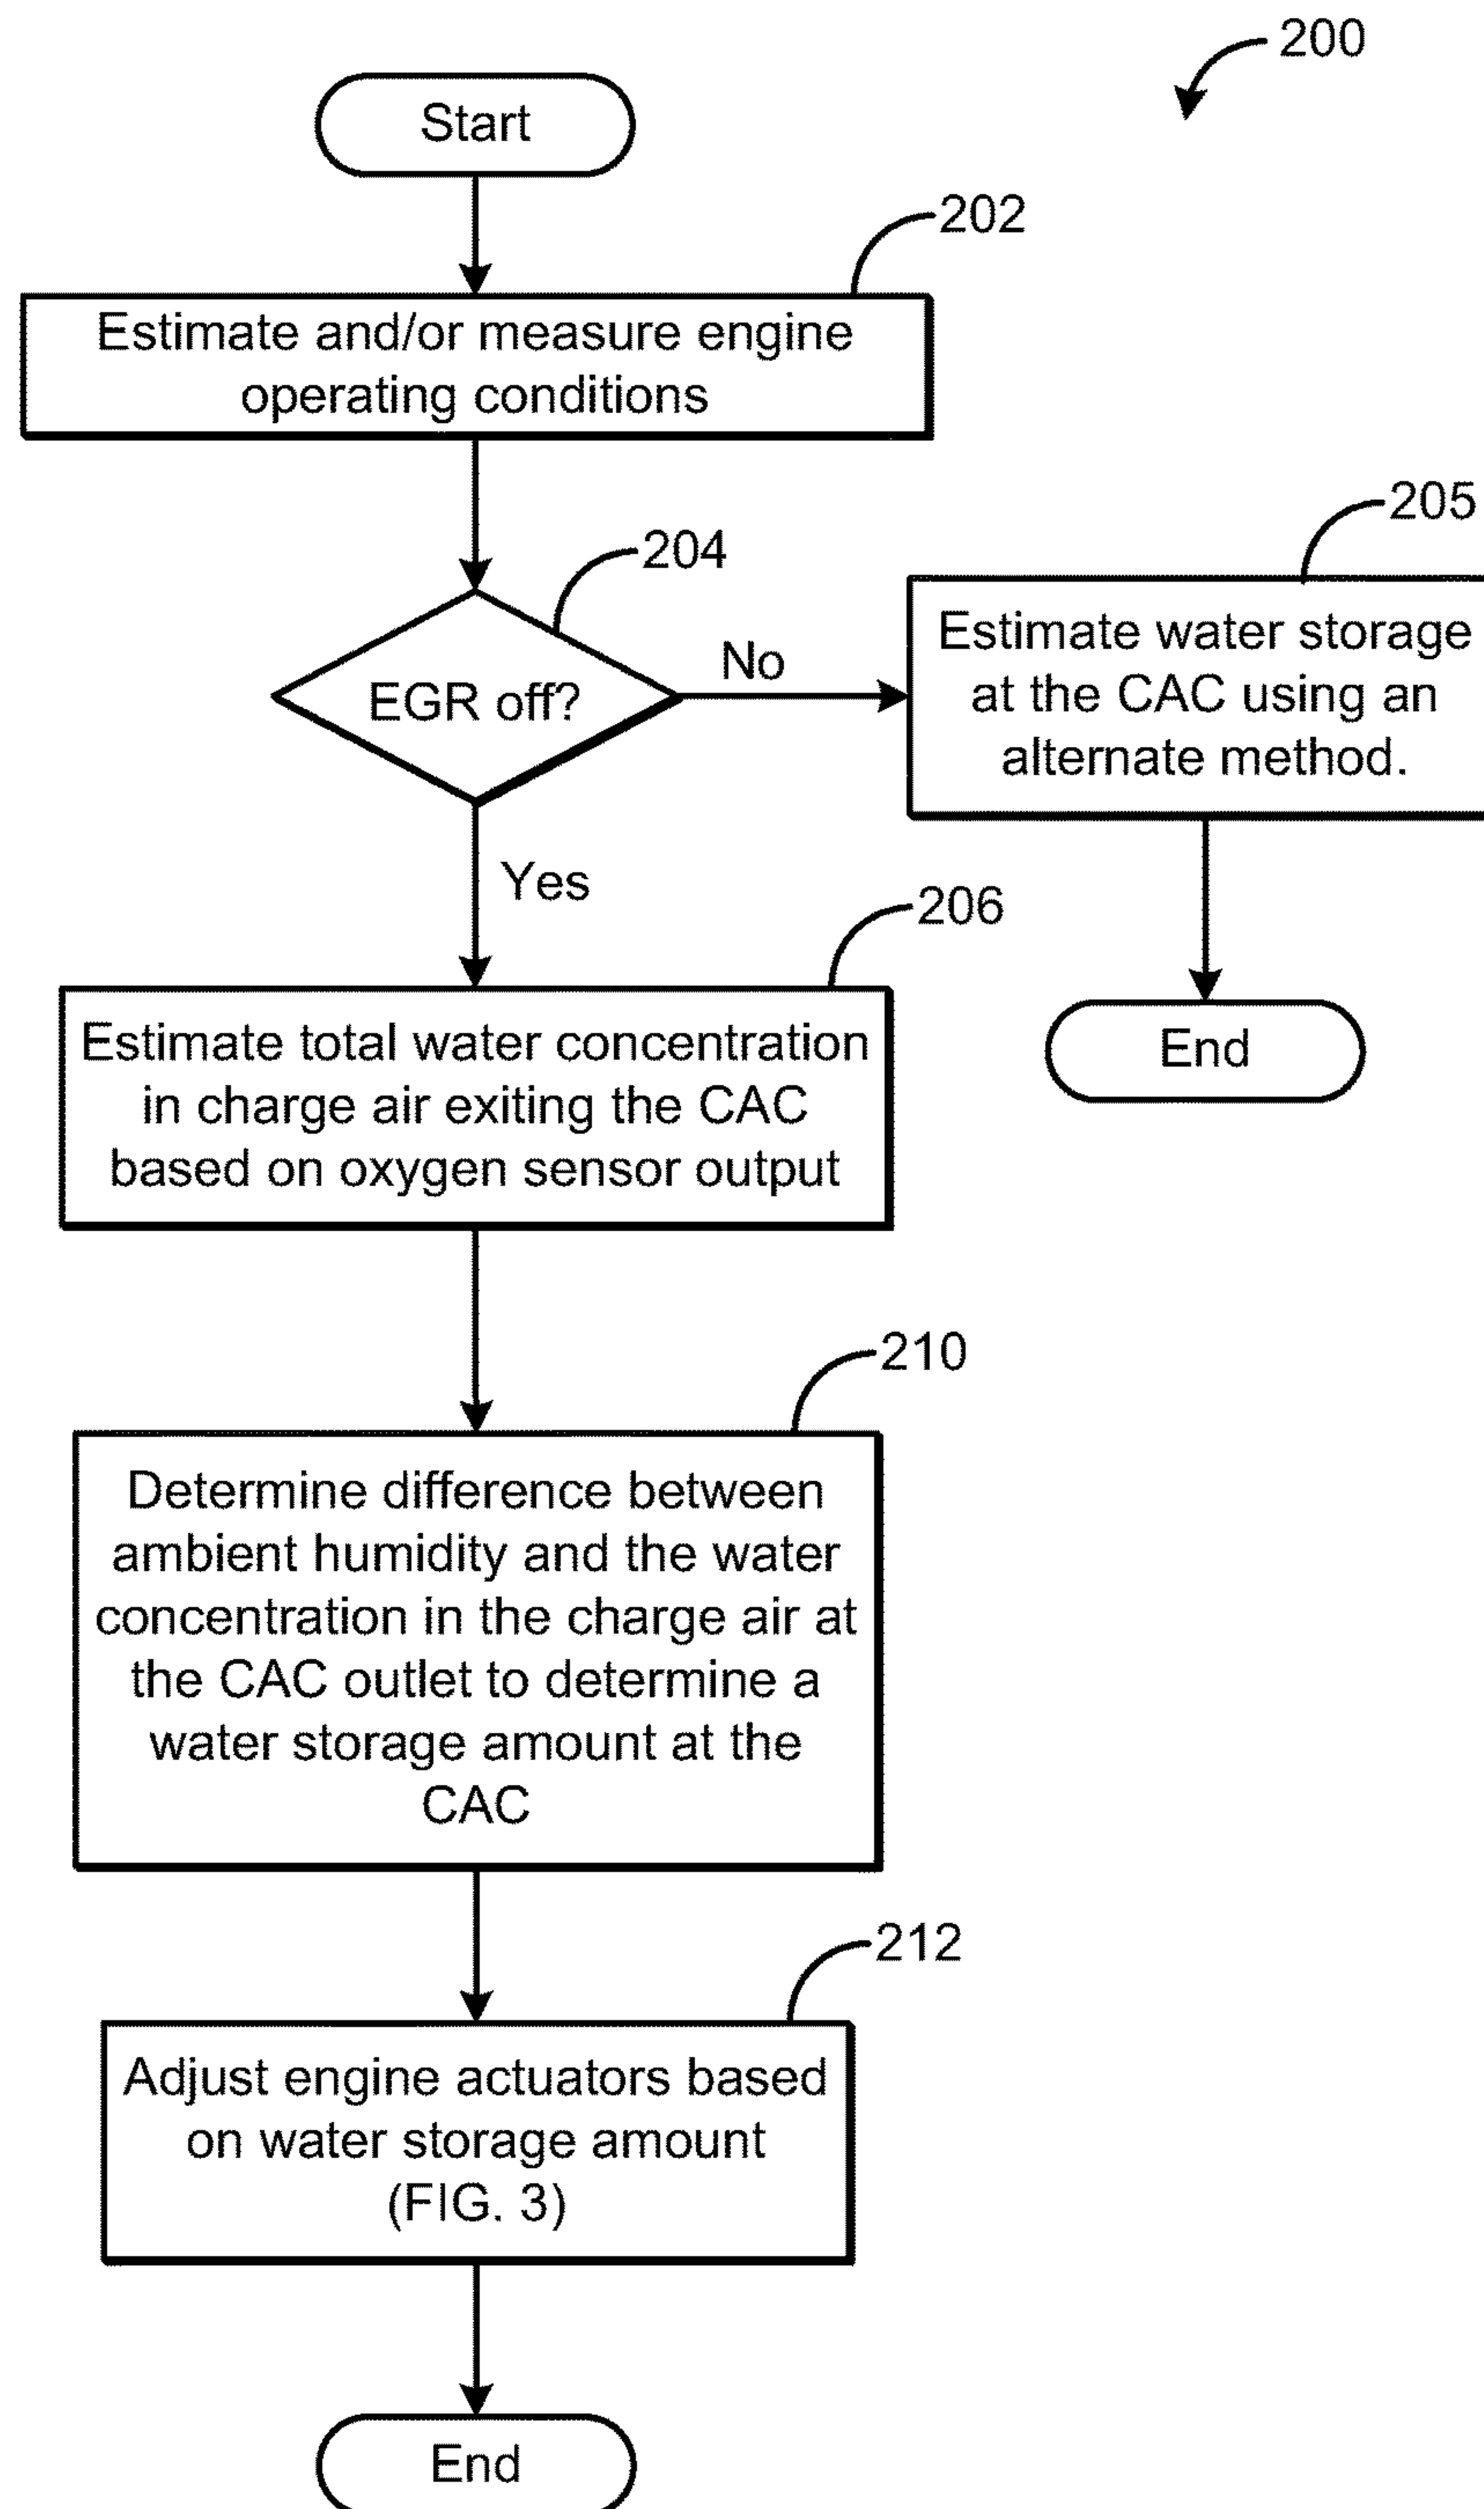 200
Start
202
Estimate and/or measure engine
operating conditions
204
EGR off?
No
205
Estimate water storage
at the CAC using an
alternate method.
End
Yes
206
Estimate total water concentration
in charge air exiting the CAC
based on oxygen sensor output
210
Determine difference between
ambient humidity and the water
concentration in the charge air at
the CAC outlet to determine a
water storage amount at the
CAC
212
Adjust engine actuators based
on water storage amount
(FIG. 3)
End